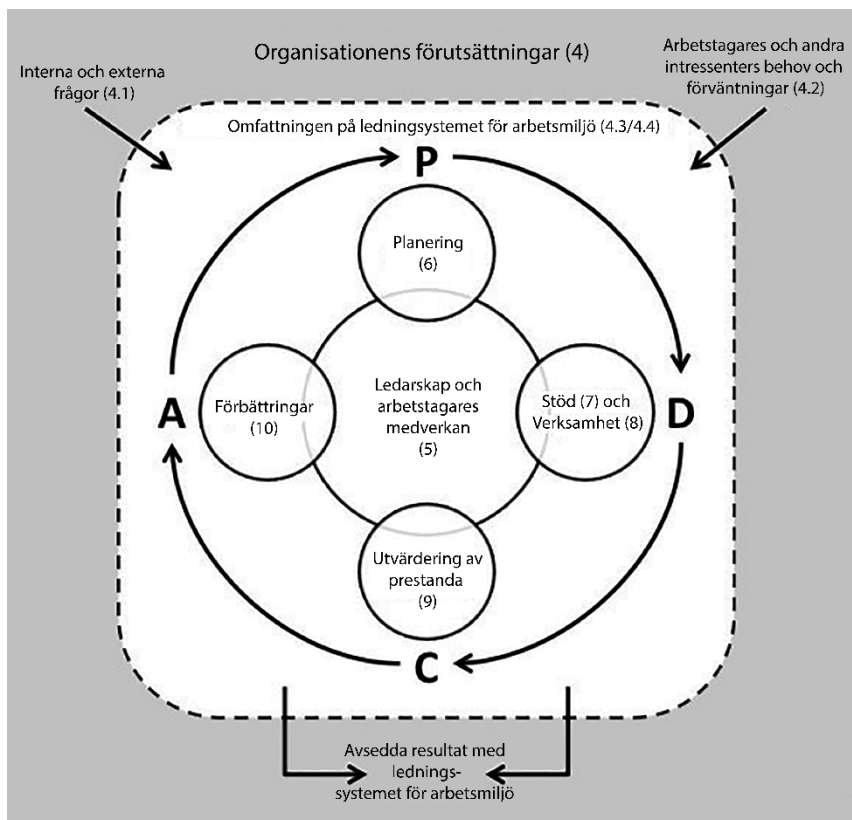 Organisationens förutsättningar (4)
Interna och externa
frågor (4.1)
Arbetstagares och andra
intressenters behov och
förväntningar (4.2)
Omfattningen på ledningsystemet för arbetsmiljö (4.3/4.4)
P
Planering
(6)
A
Förbättringar
(10)
Ledarskap och
arbetstagares
medverkan
(5)
Stöd (7) och
Verksamhet (8)
D
Utvärdering av
prestanda
(9)
C
Avsedda resultat med
lednings-
systemet för arbetsmiljö